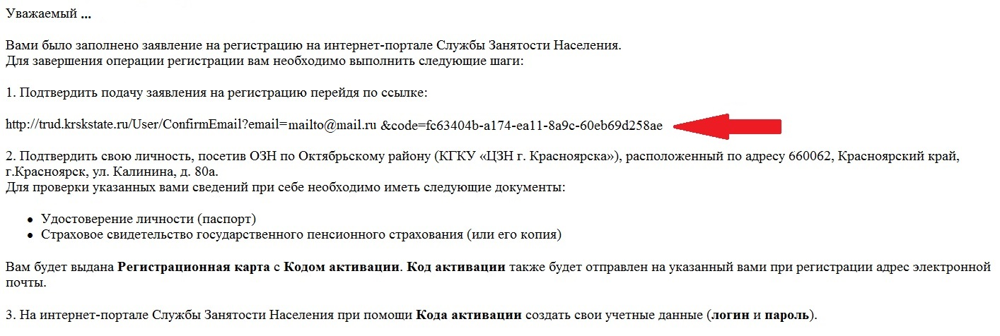 Уважаемый ...
Вами было заполнено заявление на регистрацию на интернет-портале Службы Занятости Населения.
Для завершения операции регистрации вам необходимо выполнить следующие шаги:
1. Подтвердить подачу заявления на регистрацию перейдя по ссылке:
http://trud.krskstate.ru/User/ConfirmEmail?email=mailto@mail.ru &code=fc63404b-a174-ea11-8a9c-60eb69d258ae
2. Подтвердить свою личность, посетив ОЗН по Октябрьскому району (КГКУ «ЦЗН г. Красноярска»), расположенный по адресу 660062, Красноярский край,
г.Красноярск, ул. Калинина, д. 80а.
Для проверки указанных вами сведений при себе необходимо иметь следующие документы:
• Удостоверение личности (паспорт)
• Страховое свидетельство государственного пенсионного страхования (или его копия)
Вам будет выдана Регистрационная карта с Кодом активации. Код активации также будет отправлен на указанный вами при регистрации адрес электронной
почты.
3. На интернет-портале Службы Занятости Населения при помощи Кода активации создать свои учетные данные (логин и пароль).